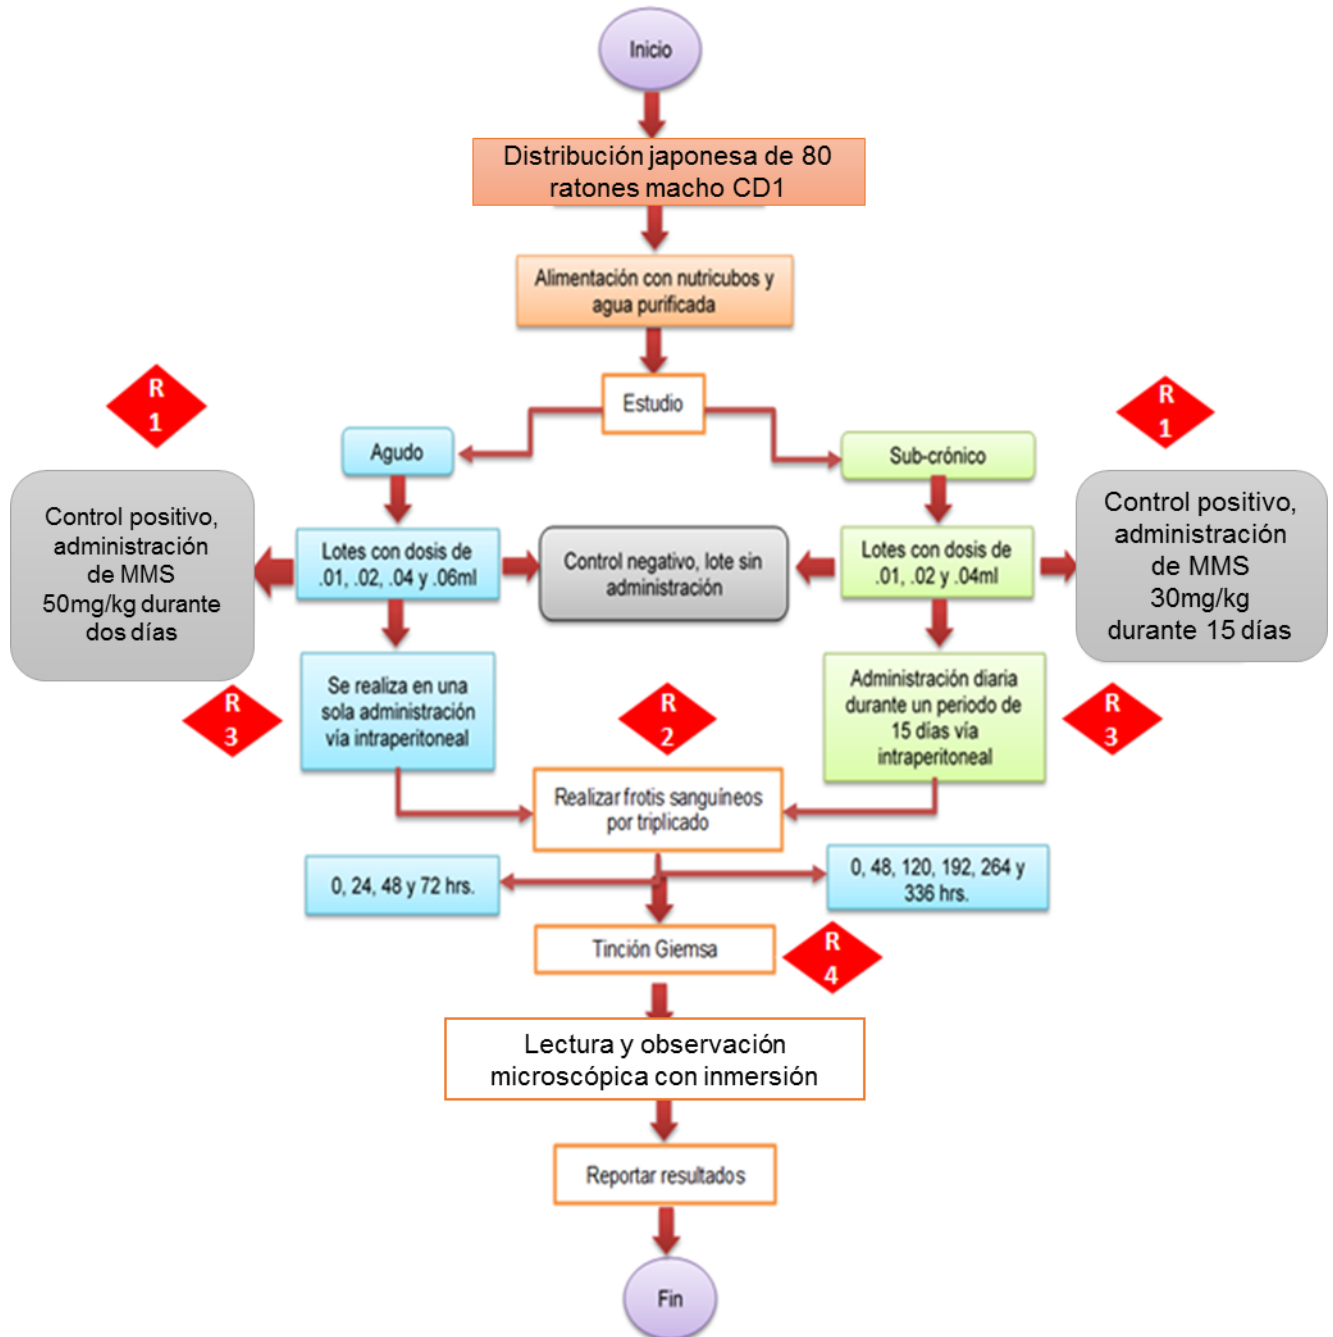 Inicio
Distribución japonesa de 80
ratones macho CD1
Alimentación con nutricubos y
agua purificada
Estudio
R
1
R
1
Agudo
Sub-crónico
Control positivo,
administración
de MMS
50mg/kg durante
dos días
Lotes con dosis de
.01, .02, .04 y .06ml
Control negativo, lote sin
administración
Lotes con dosis de
.01, .02 y .04ml
Control positivo,
administración
de MMS
30mg/kg
durante 15 días
R
3
Se realiza en una
sola administración
vía intraperitoneal
R
2
Administración diaria
durante un periodo de
15 días vía
intraperitoneal
R
3
Realizar frotis sanguíneos
por triplicado
0, 24, 48 y 72 hrs.
0, 48, 120, 192, 264 y
336 hrs.
Tinción Giemsa
R
4
Lectura y observación
microscópica con inmersión
Reportar resultados
Fin